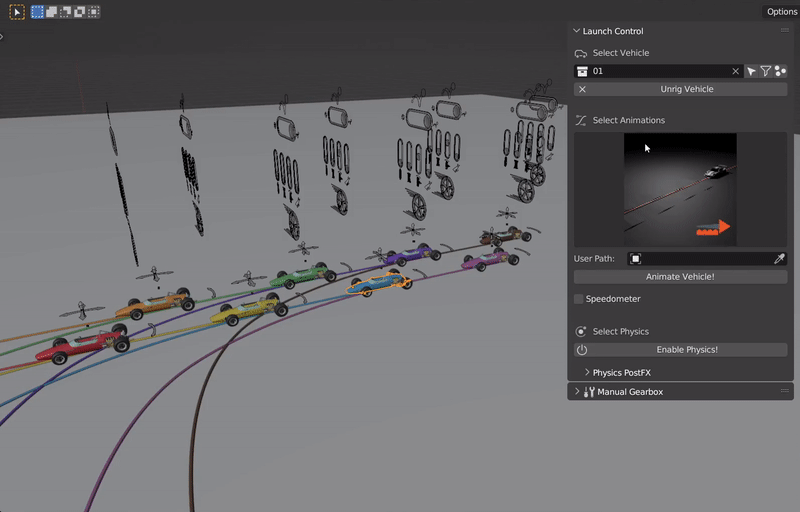 Options
Launch Control
Select Vehicle
01
Unrig Vehicle
Select Animations
User Path:
Animate Vehicle!
Speedometer
Select Physics
Enable Physics!
Physics PostFX
Manual Gearbox